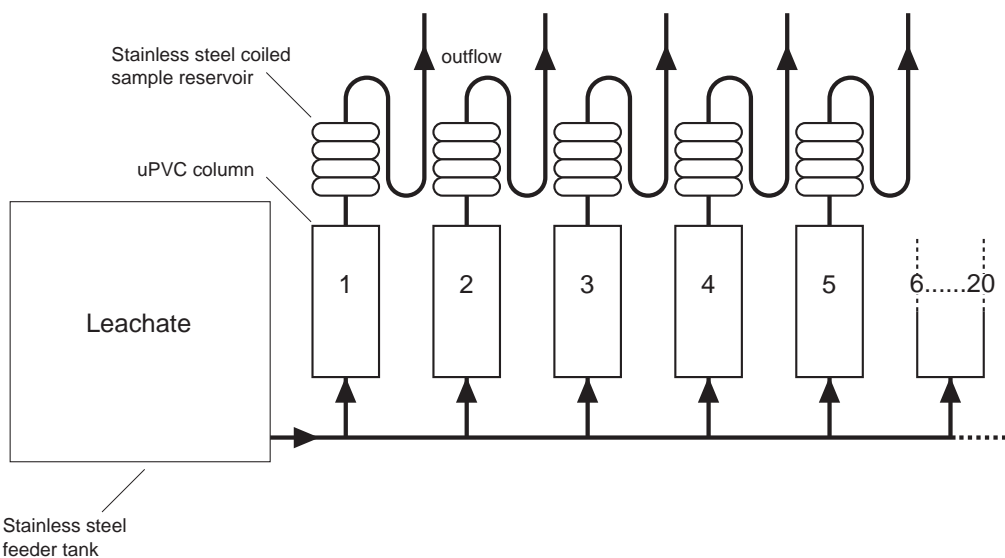 Stainless steel coiled
sample reservoir
outflow
uPVC column
Leachate
1
2
3
4
5
6......20
Stainless steel
feeder tank